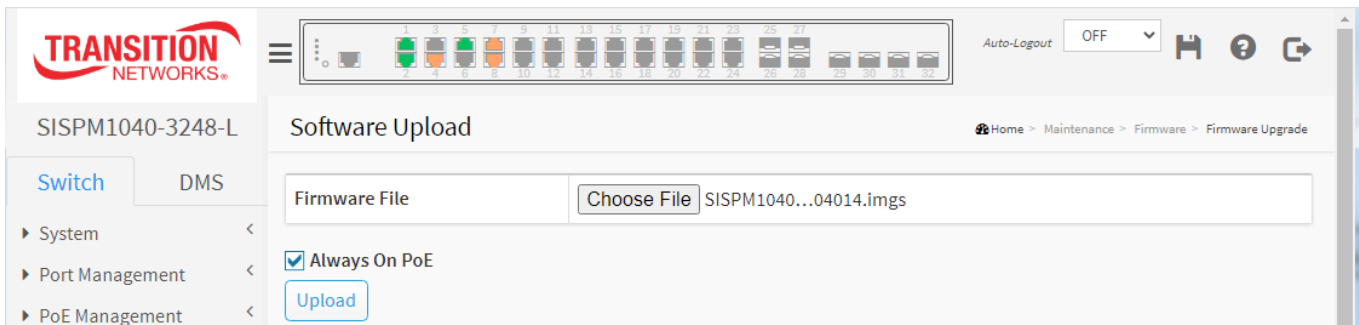 TRANSITION
NETWORKS®
1 3 5 7 9 11 13 15 17 19 21 23 25 27
2 4 6 8 10 12 14 16 18 20 22 24 26 28 29 30 31 32
Auto-Logout OFF
SISPM1040-3248-L
Software Upload
Home > Maintenance > Firmware > Firmware Upgrade
Switch DMS
Firmware File Choose File SISPM1040...04014.imgs
System
Always On PoE
Port Management
Upload
PoE Management